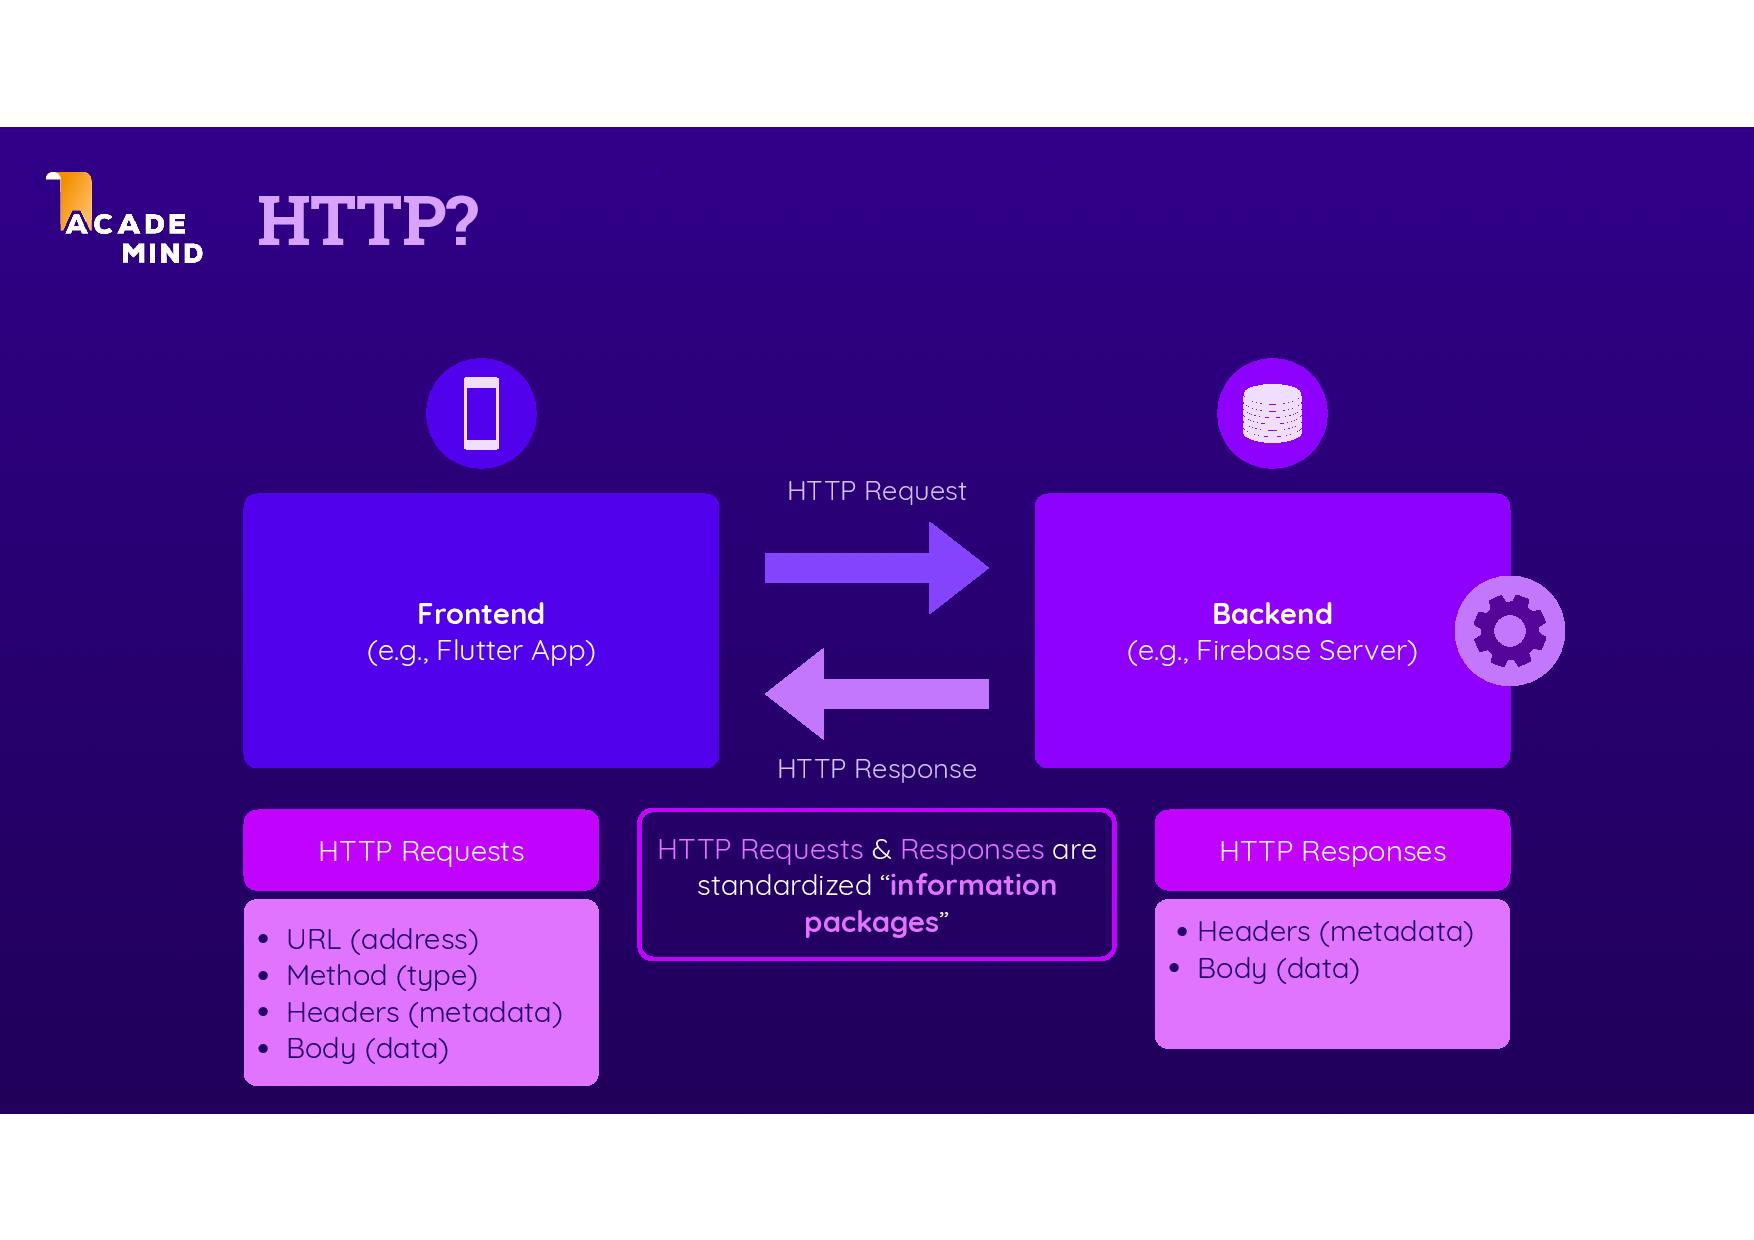 ACADE
MIND
HTTP?
HTTP Request
Frontend
(e.g., Flutter App)
Backend
(e.g., Firebase Server)
HTTP Response
HTTP Requests
• URL (address)
• Method (type)
• Headers (metadata)
• Body (data)
HTTP Requests & Responses are
standardized “information
packages”
HTTP Responses
• Headers (metadata)
• Body (data)